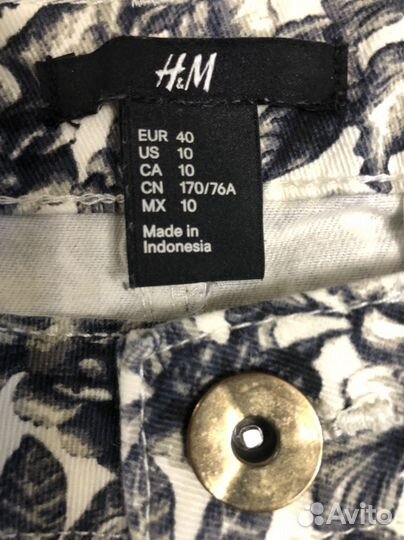 H&M
EUR 40
US 10
CA 10
CN 170/76A
MX 10
Made in
Indonesia
Avito